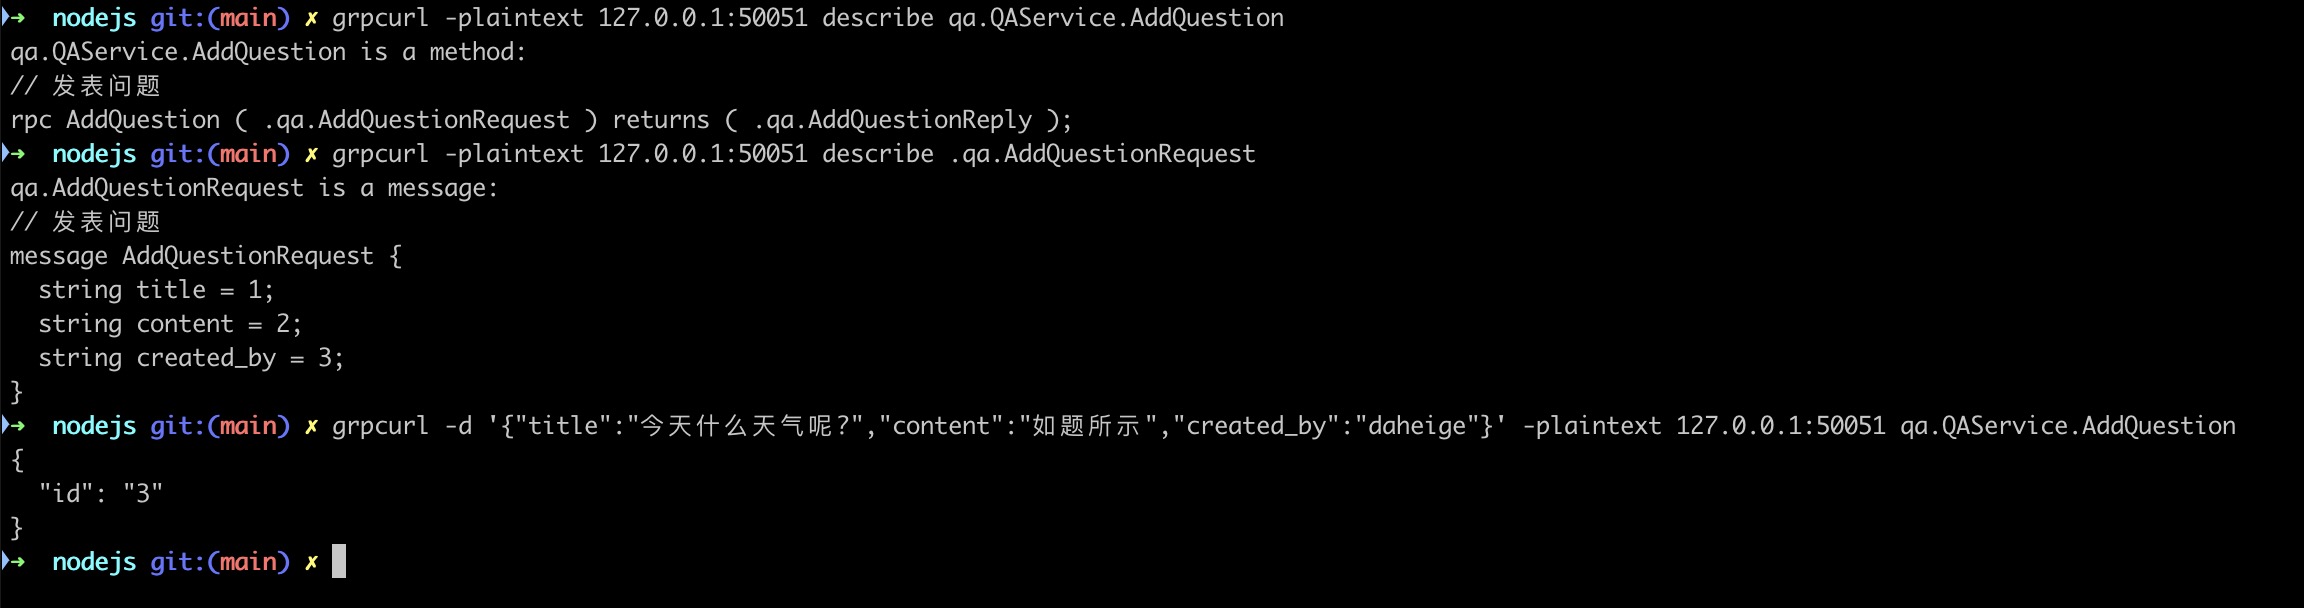 ➜  nodejs git:(main) ✗ grpcurl -plaintext 127.0.0.1:50051 describe qa.QAService.AddQuestion
qa.QAService.AddQuestion is a method:
// 发表问题
rpc AddQuestion ( .qa.AddQuestionRequest ) returns ( .qa.AddQuestionReply );
➜  nodejs git:(main) ✗ grpcurl -plaintext 127.0.0.1:50051 describe .qa.AddQuestionRequest
qa.AddQuestionRequest is a message:
// 发表问题
message AddQuestionRequest {
  string title = 1;
  string content = 2;
  string created_by = 3;
}
➜  nodejs git:(main) ✗ grpcurl -d '{"title":"今天什么天气呢?","content":"如题所示","created_by":"daheige"}' -plaintext 127.0.0.1:50051 qa.QAService.AddQuestion
{
  "id": "3"
}
➜  nodejs git:(main) ✗